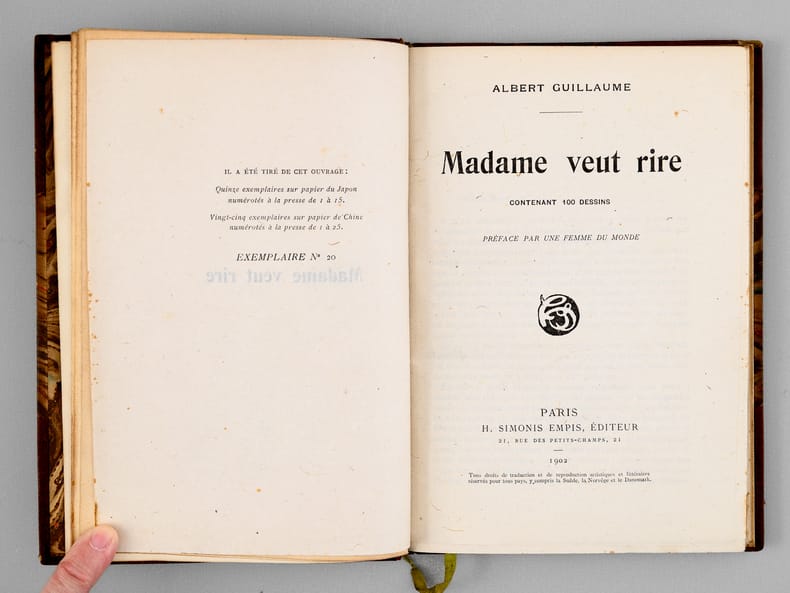 IL A ÉTÉ TIRÉ DE CET OUVRAGE :
Quinze exemplaires sur papier du Japon
numérotés à la presse de 1 à 15.
Vingt-cinq exemplaires sur papier de Chine
numérotés à la presse de 1 à 25.
EXEMPLAIRE Nº 20
Madame veut rire
ALBERT GUILLAUME
Madame veut rire
CONTENANT 100 DESSINS
PRÉFACE PAR UNE FEMME DU MONDE
PARIS
H. SIMONIS EMPIS, ÉDITEUR
21, RUE DES PETITS-CHAMPS, 21
1902
Tous droits de traduction et de reproduction artistiques et littéraires
réservés pour tous pays, y compris la Suède, la Norvège et le Danemark.